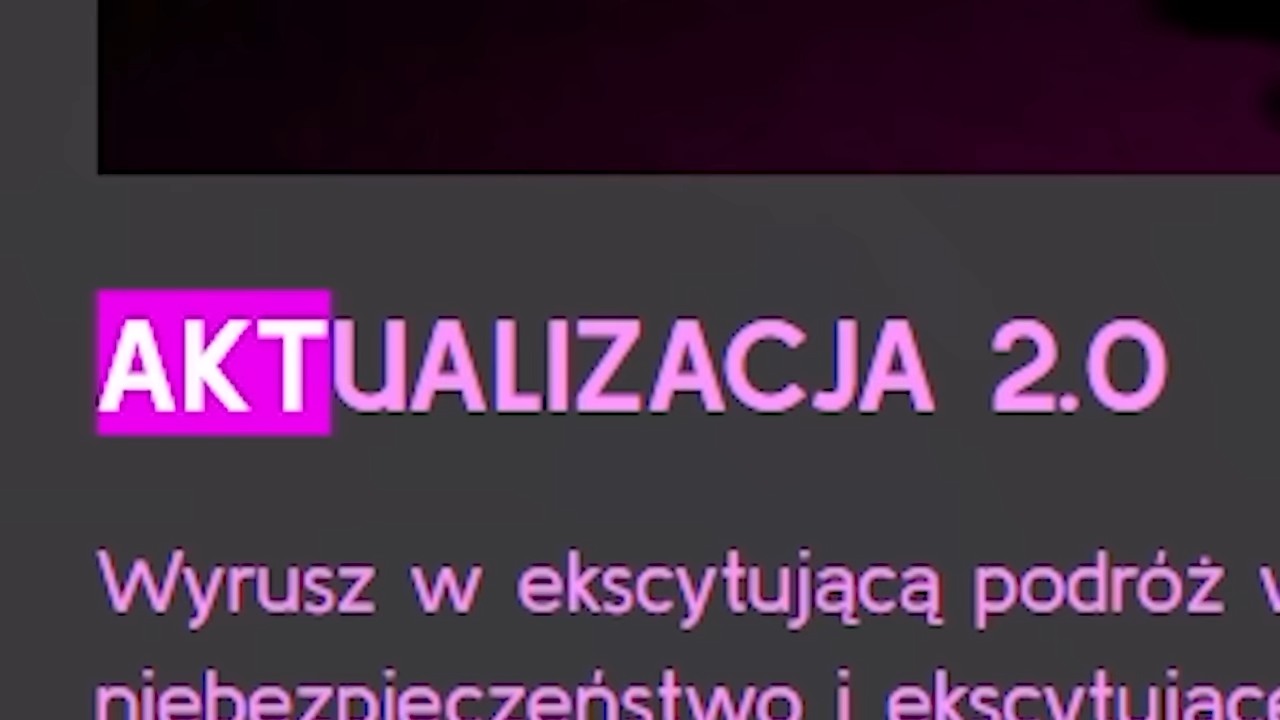 AKTUALIZACJA 2.0
Wyrusz w ekscytującą podróż
niebezpieczeństwo i ekscytujące